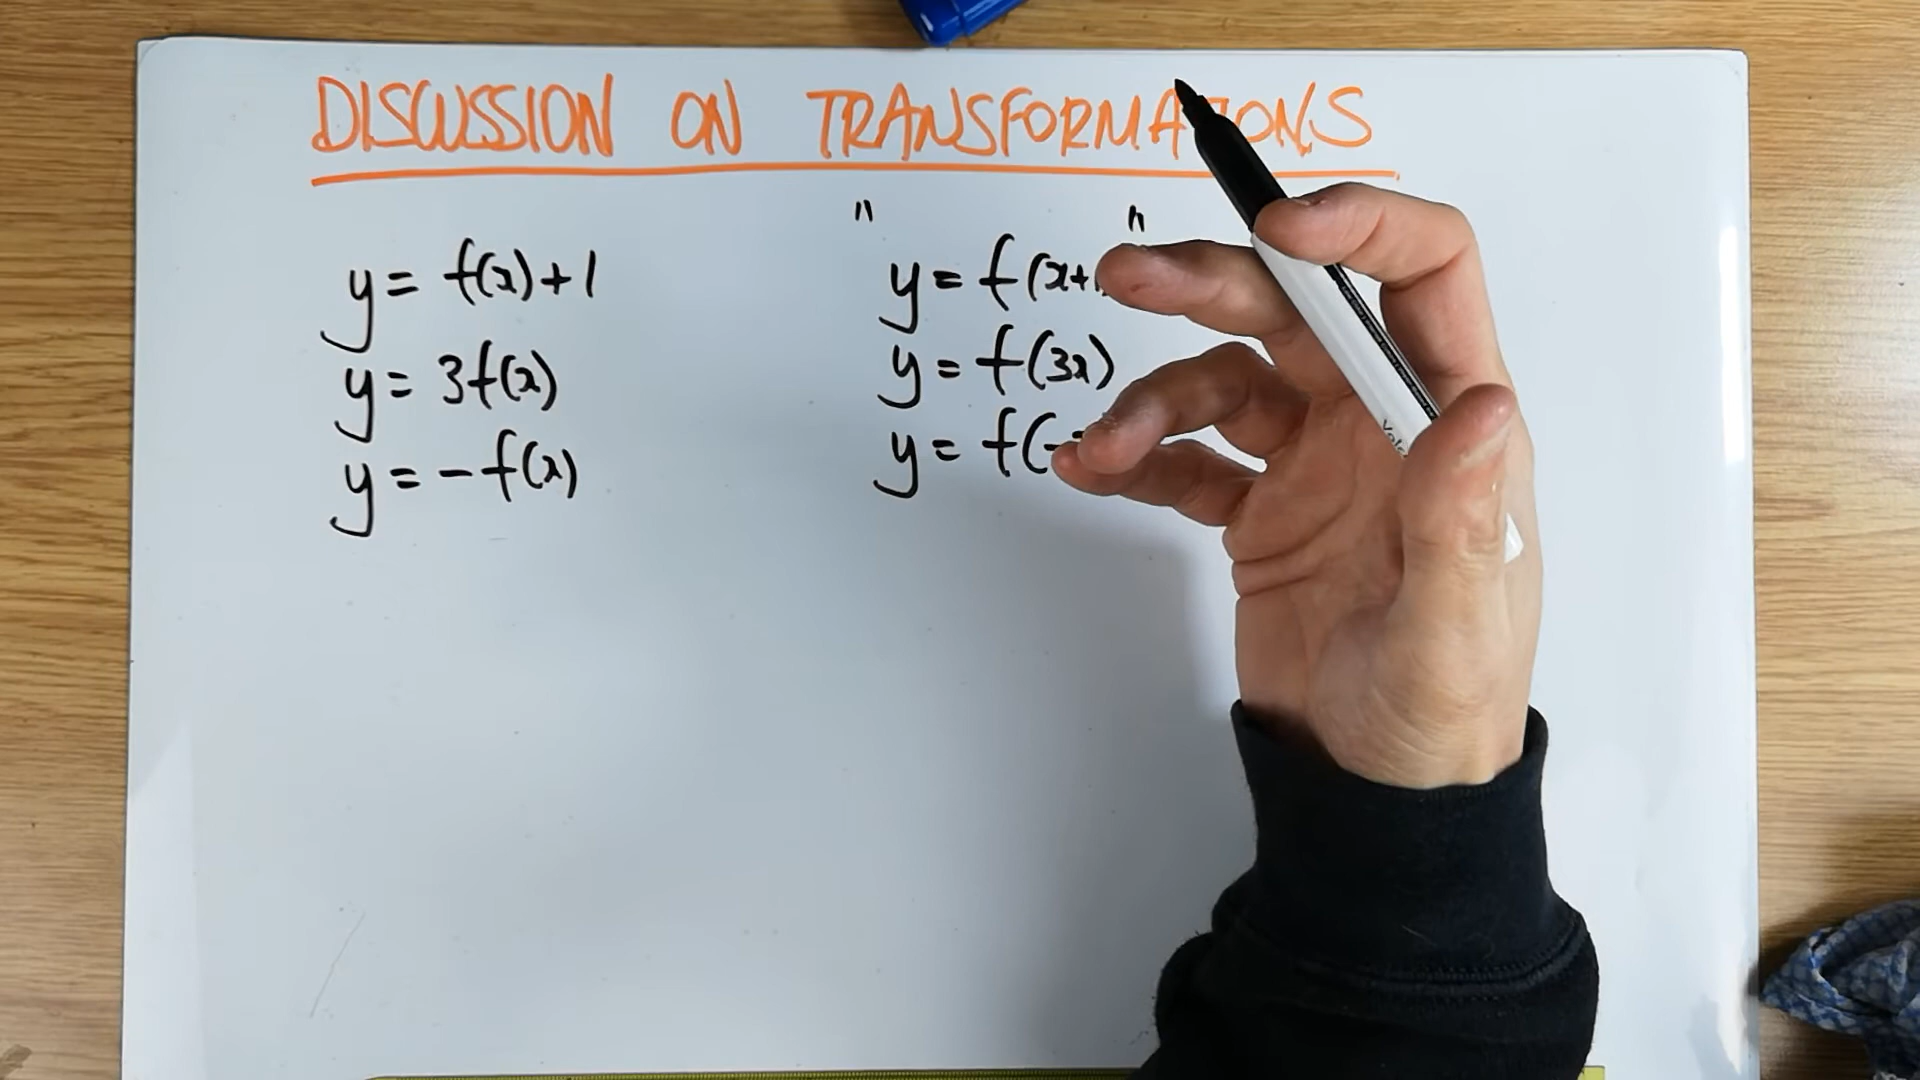 DISCUSSION ON TRANSFORMATIONS
" "
y = f(x)+1
y = 3f(x)
y = -f(x)
y = f(x+
y = f(3x)
y = f(-